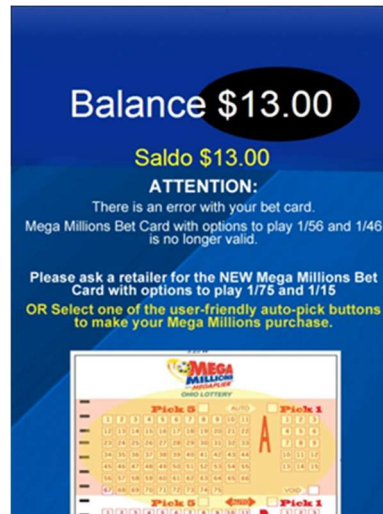 Balance $13.00
Saldo $13.00
ATTENTION:
There is an error with your bet card.
Mega Millions Bet Card with options to play 1/56 and 1/46
is no longer valid.
Please ask a retailer for the NEW Mega Millions Bet
Card with options to play 1/75 and 1/15
OR Select one of the user-friendly auto-pick buttons
to make your Mega Millions purchase.
MEGA
MILLIONS
MEGAPLIER
OHIO LOTTERY
Pick 5 AUTO Pick 1
A
VOID
Pick 5 Pick 1